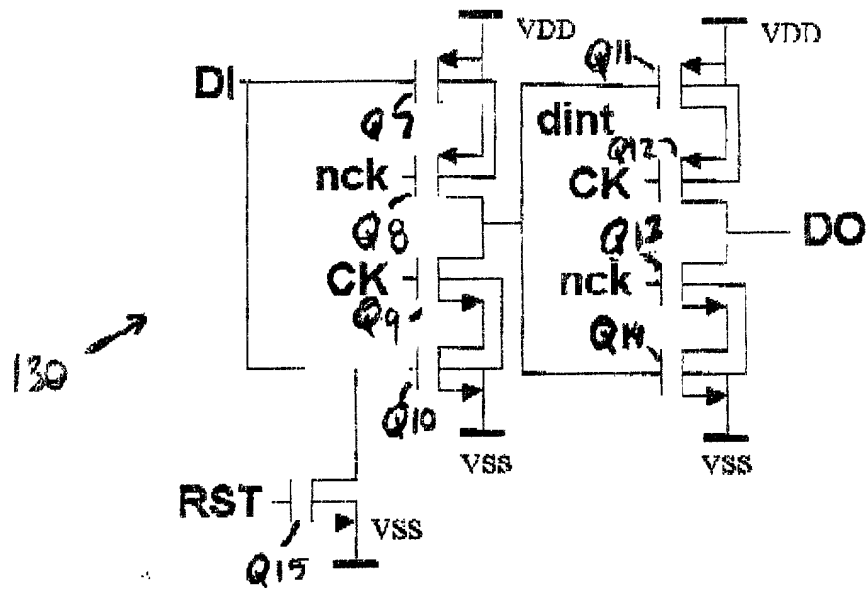 VDD
VDD
Q11
DI
Q7
dint
Q12
nck
CK
Q8
Q13
DO
CK
nck
Q9
Q14
130
Q10
VSS
VSS
RST
VSS
Q15